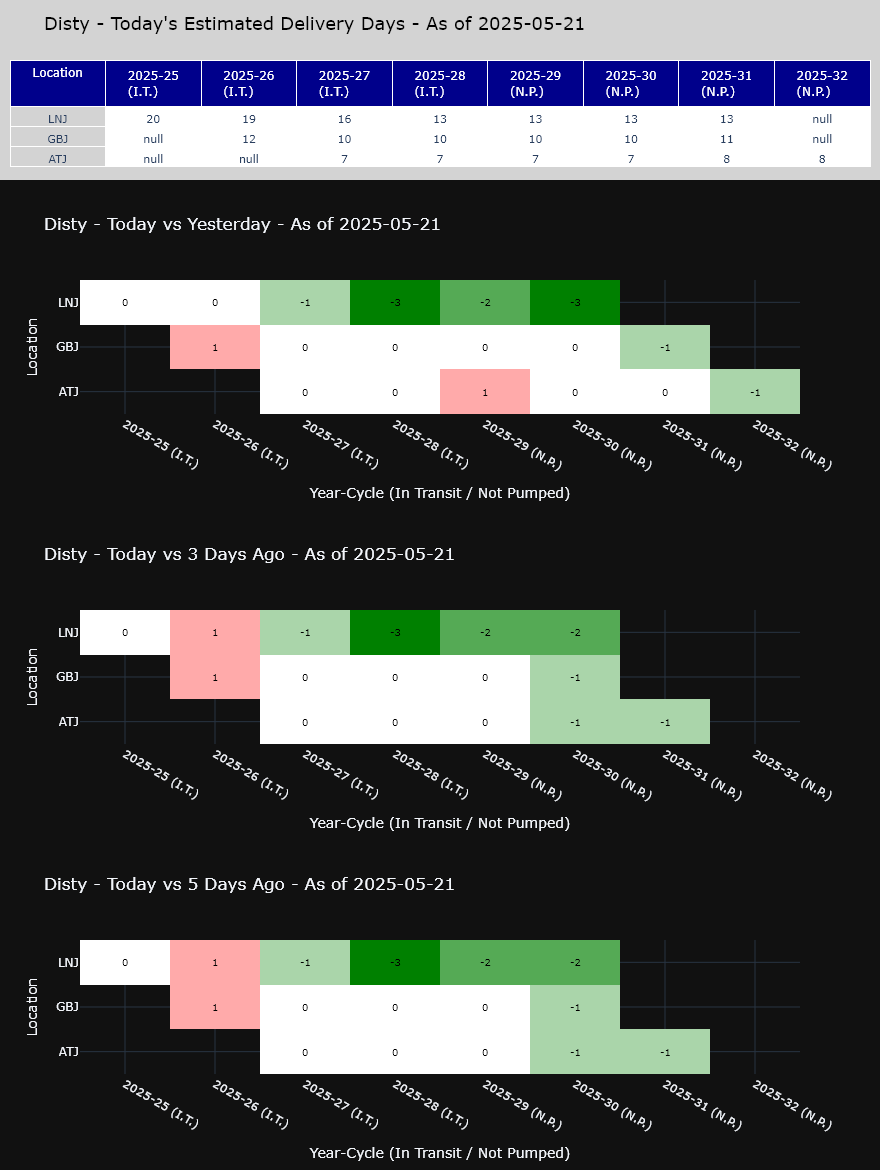 Disty - Today's Estimated Delivery Days - As of 2025-05-21
Location 2025-25 (I.T.) 2025-26 (I.T.) 2025-27 (I.T.) 2025-28 (I.T.) 2025-29 (N.P.) 2025-30 (N.P.) 2025-31 (N.P.) 2025-32 (N.P.)
LNJ 20 19 16 13 13 13 13 null
GBJ null 12 10 10 10 10 11 null
ATJ null null 7 7 7 7 8 8
Disty - Today vs Yesterday - As of 2025-05-21
Location
LNJ 0 0 -1 -3 -2 -3
GBJ 1 0 0 0 0 -1
ATJ 0 0 1 0 0 -1
2025-25 (I.T.) 2025-26 (I.T.) 2025-27 (I.T.) 2025-28 (I.T.) 2025-29 (N.P.) 2025-30 (N.P.) 2025-31 (N.P.) 2025-32 (N.P.)
Year-Cycle (In Transit / Not Pumped)
Disty - Today vs 3 Days Ago - As of 2025-05-21
Location
LNJ 0 1 -1 -3 -2 -2
GBJ 1 0 0 0 -1
ATJ 0 0 0 -1 -1
2025-25 (I.T.) 2025-26 (I.T.) 2025-27 (I.T.) 2025-28 (I.T.) 2025-29 (N.P.) 2025-30 (N.P.) 2025-31 (N.P.) 2025-32 (N.P.)
Year-Cycle (In Transit / Not Pumped)
Disty - Today vs 5 Days Ago - As of 2025-05-21
Location
LNJ 0 1 -1 -3 -2 -2
GBJ 1 0 0 0 -1
ATJ 0 0 0 -1 -1
2025-25 (I.T.) 2025-26 (I.T.) 2025-27 (I.T.) 2025-28 (I.T.) 2025-29 (N.P.) 2025-30 (N.P.) 2025-31 (N.P.) 2025-32 (N.P.)
Year-Cycle (In Transit / Not Pumped)